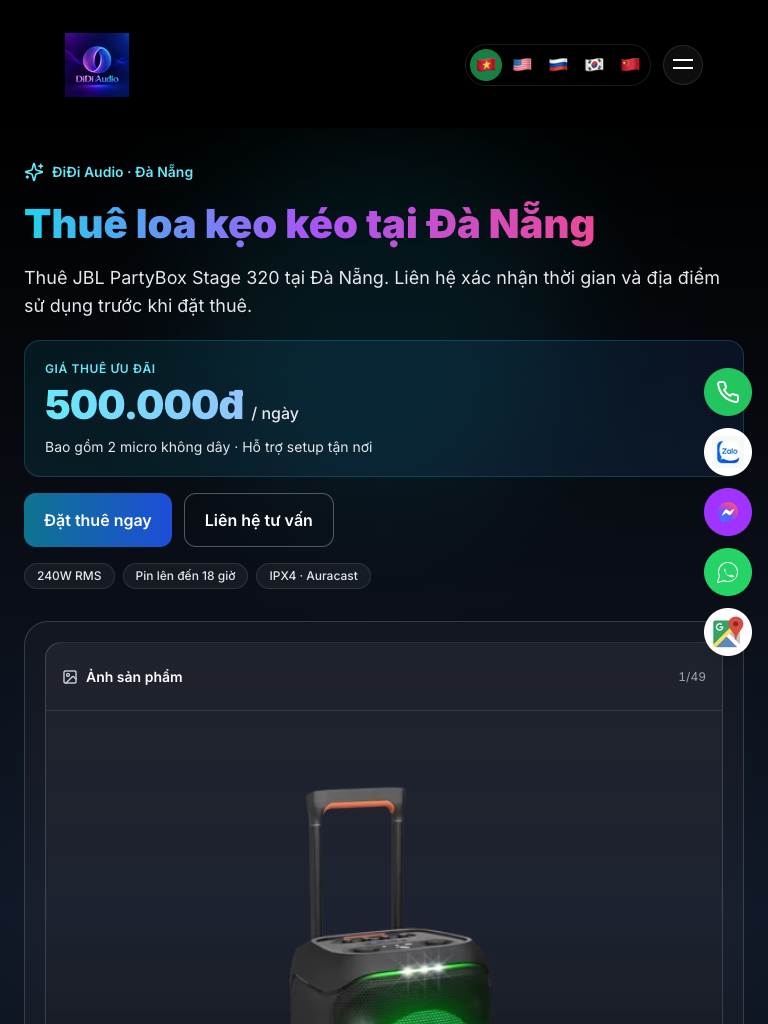 DiDi Audio
ĐiĐi Audio · Đà Nẵng
Thuê loa kẹo kéo tại Đà Nẵng
Thuê JBL PartyBox Stage 320 tại Đà Nẵng. Liên hệ xác nhận thời gian và địa điểm
sử dụng trước khi đặt thuê.
GIÁ THUÊ ƯU ĐÃI
500.000đ / ngày
Bao gồm 2 micro không dây · Hỗ trợ setup tận nơi
Zalo
Đặt thuê ngay
Liên hệ tư vấn
240W RMS
Pin lên đến 18 giờ
IPX4 · Auracast
G
Ảnh sản phẩm
1/49